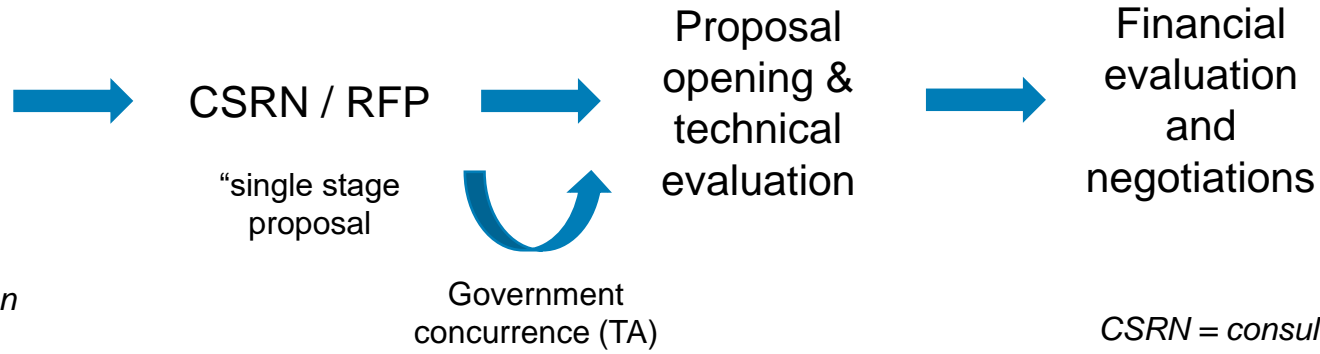 CSRN / RFP
“single stage
proposal
Proposal
opening &
technical
evaluation
Financial
evaluation
and
negotiations
Government
concurrence (TA)
n
CSRN = consul